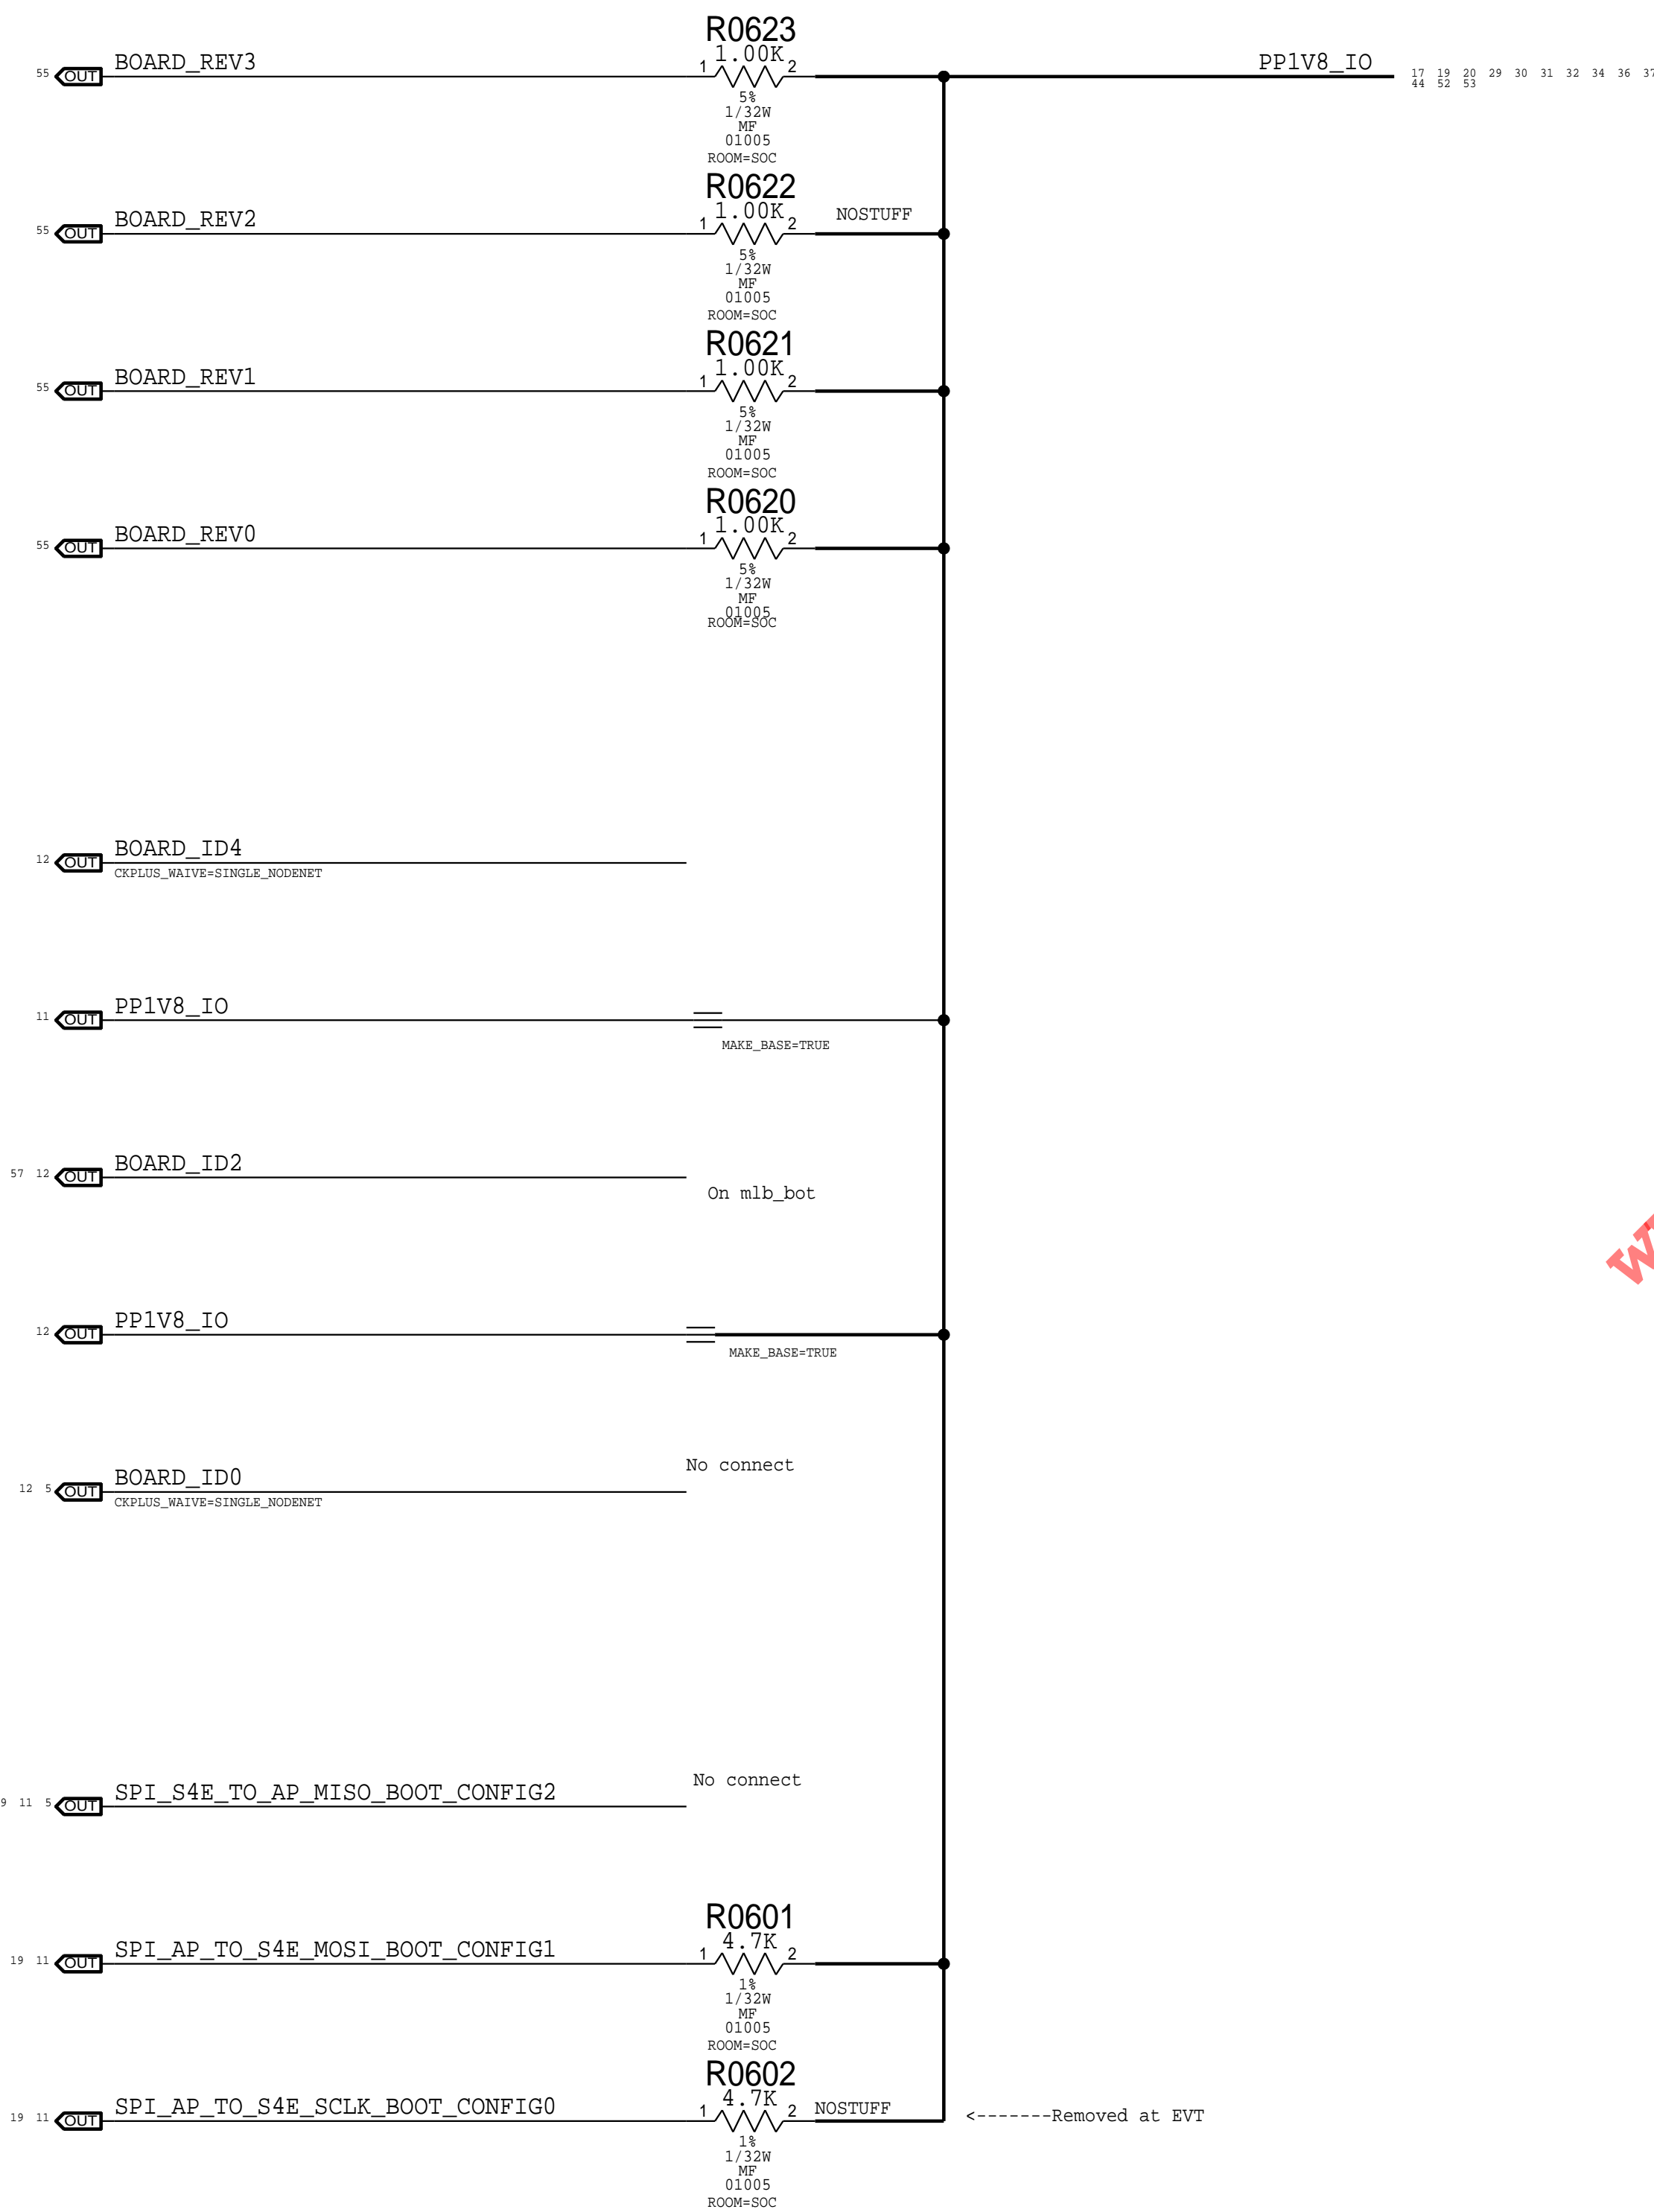 R0623
BOARD_REV3
1.00K
PP1V8_IO
55 OUT
1 2
17 19 20 29 30 31 32 34 36 37
44 52 53
5%
1/32W
MF
01005
ROOM=SOC
R0622
BOARD_REV2
1.00K
NOSTUFF
55 OUT
1 2
5%
1/32W
MF
01005
ROOM=SOC
R0621
BOARD_REV1
1.00K
55 OUT
1 2
5%
1/32W
MF
01005
ROOM=SOC
R0620
BOARD_REV0
1.00K
55 OUT
1 2
5%
1/32W
MF
01005
ROOM=SOC
BOARD_ID4
12 OUT
CKPLUS_WAIVE=SINGLE_NODENET
PP1V8_IO
11 OUT
MAKE_BASE=TRUE
BOARD_ID2
57 12 OUT
On mlb_bot
PP1V8_IO
12 OUT
MAKE_BASE=TRUE
No connect
BOARD_ID0
12 5 OUT
CKPLUS_WAIVE=SINGLE_NODENET
No connect
SPI_S4E_TO_AP_MISO_BOOT_CONFIG2
9 11 5 OUT
R0601
SPI_AP_TO_S4E_MOSI_BOOT_CONFIG1
4.7K
19 11 OUT
1 2
1%
1/32W
MF
01005
ROOM=SOC
R0602
SPI_AP_TO_S4E_SCLK_BOOT_CONFIG0
4.7K
NOSTUFF
19 11 OUT
1 2
<-------Removed at EVT
1%
1/32W
MF
01005
ROOM=SOC